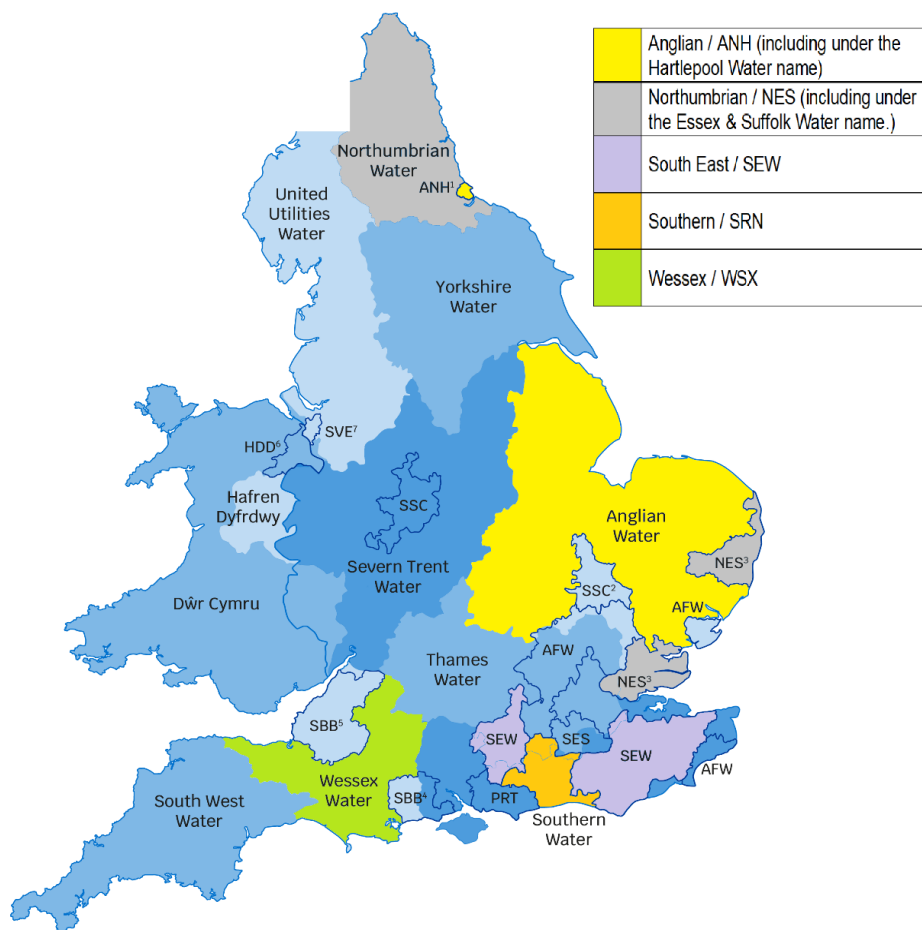 Anglian / ANH (including under the
Hartlepool Water name)
Northumbrian / NES (including under
the Essex & Suffolk Water name.)
South East / SEW
Southern / SRN
Wessex / WSX
Northumbrian
Water
ANH¹
United
Utilities
Water
Yorkshire
Water
SVE⁷
HDD⁶
Hafren
Dyfrdwy
SSC
Anglian
Water
NES³
Severn Trent
Water
SSC²
Dŵr Cymru
AFW
Thames
Water
AFW
NES³
SBB⁵
SEW
SES
SEW
AFW
Wessex
Water
South West
Water
SBB⁴
PRT
Southern
Water